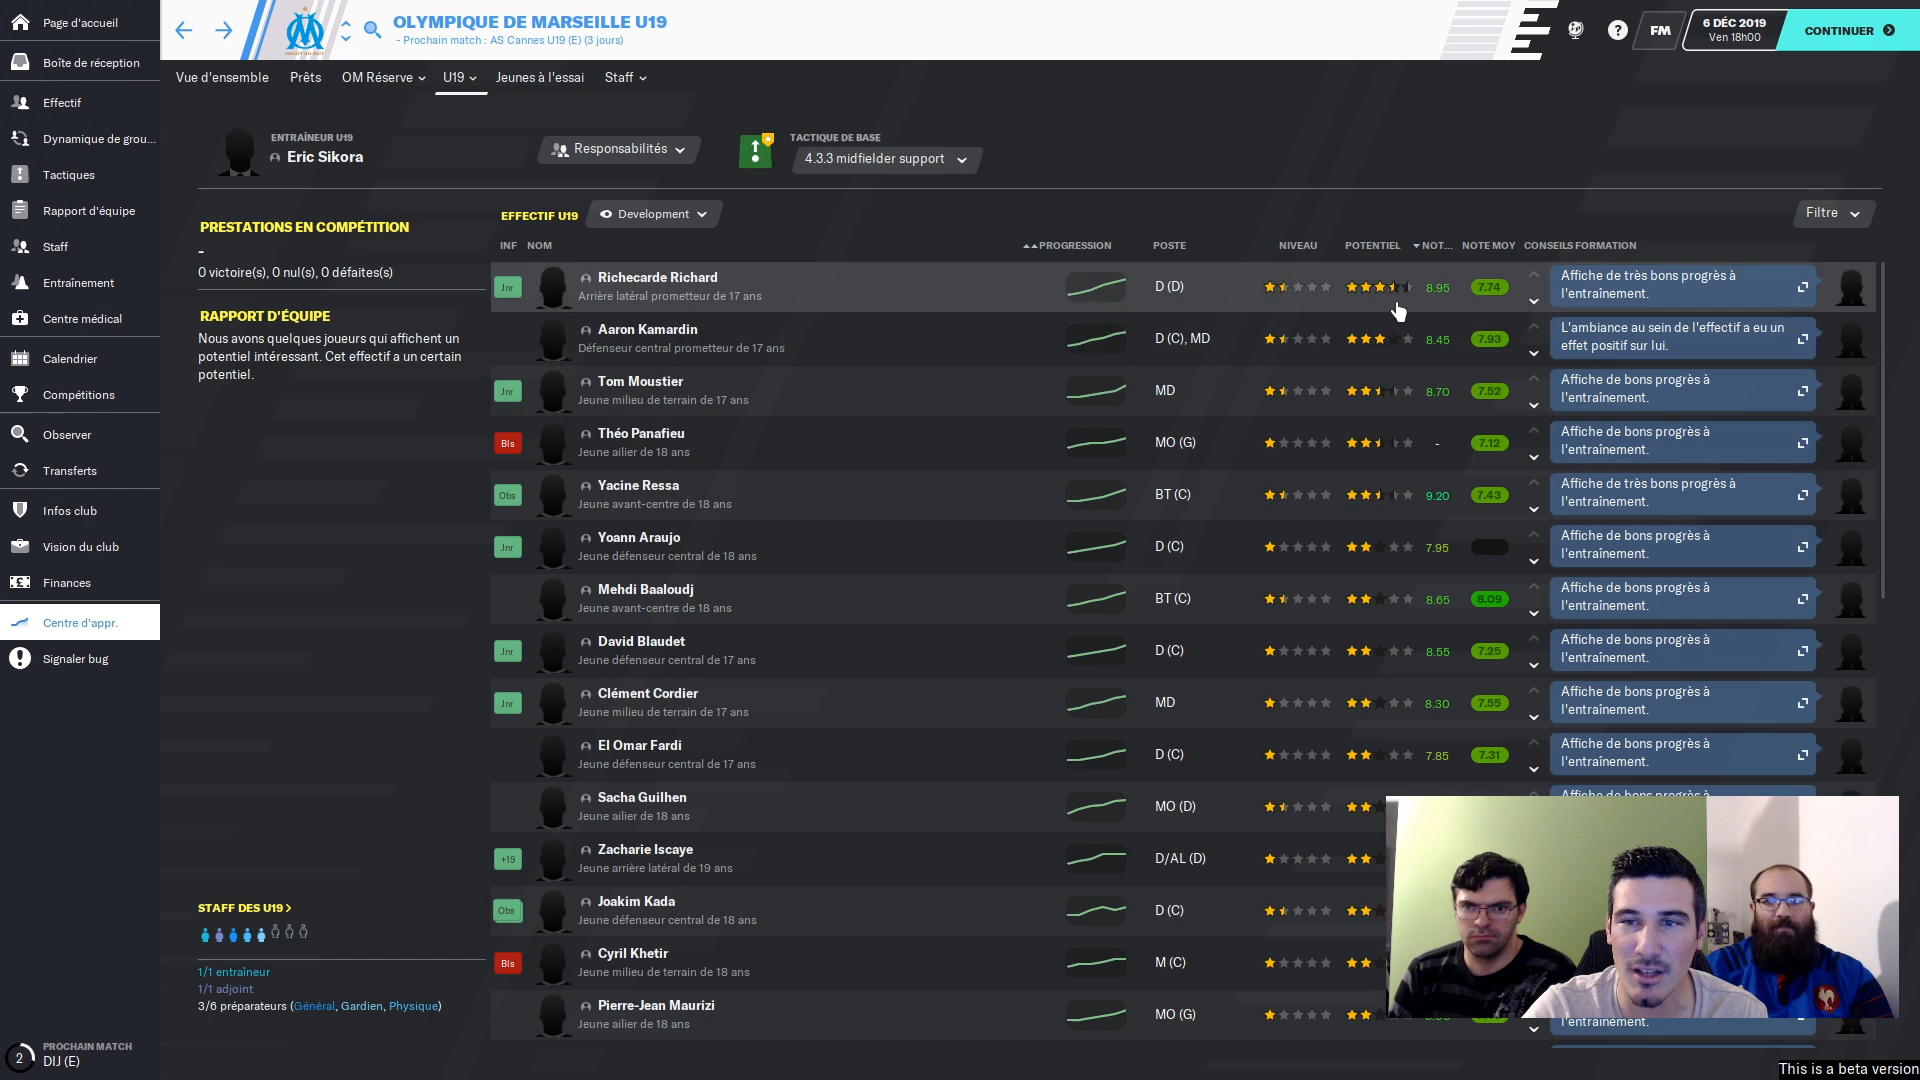 Page d'accueil
Boîte de réception
Effectif
Dynamique de grou...
Tactiques
Rapport d'équipe
Staff
Entraînement
Centre médical
Calendrier
Compétitions
Observer
Transferts
Infos club
Vision du club
Finances
Centre d'appr.
Signaler bug
2
PROCHAIN MATCH
DIJ (E)
OLYMPIQUE DE MARSEILLE U19
- Prochain match : AS Cannes U19 (E) (3 jours)
?
FM
6 DÉC 2019
Ven 18h00
CONTINUER
Vue d'ensemble Prêts OM Réserve U19 Jeunes à l'essai Staff
ENTRAÎNEUR U19
Eric Sikora
Responsabilités
TACTIQUE DE BASE
4.3.3 midfielder support
PRESTATIONS EN COMPÉTITION
-
0 victoire(s), 0 nul(s), 0 défaites(s)
RAPPORT D'ÉQUIPE
Nous avons quelques joueurs qui affichent un
potentiel intéressant. Cet effectif a un certain
potentiel.
STAFF DES U19 >
1/1 entraîneur
1/1 adjoint
3/6 préparateurs (Général, Gardien, Physique)
EFFECTIF U19 Development Filtre
INF NOM PROGRESSION POSTE NIVEAU POTENTIEL NOT... NOTE MOY CONSEILS FORMATION
Jnr Richecarde Richard D (D) 8.95 7.74 Affiche de très bons progrès à
Arrière latéral prometteur de 17 ans l'entraînement.
Aaron Kamardin D (C), MD 8.45 7.93 L'ambiance au sein de l'effectif a eu un
Défenseur central prometteur de 17 ans effet positif sur lui.
Jnr Tom Moustier MD 8.70 7.52 Affiche de bons progrès à
Jeune milieu de terrain de 17 ans l'entraînement.
Bls Théo Panafieu MO (G) - 7.12 Affiche de bons progrès à
Jeune ailier de 18 ans l'entraînement.
Obs Yacine Ressa BT (C) 9.20 7.43 Affiche de très bons progrès à
Jeune avant-centre de 18 ans l'entraînement.
Jnr Yoann Araujo D (C) 7.95 Affiche de bons progrès à
Jeune défenseur central de 17 ans l'entraînement.
Mehdi Baaloudj BT (C) 8.65 8.09 Affiche de bons progrès à
Jeune avant-centre de 18 ans l'entraînement.
Jnr David Blaudet D (C) 8.55 7.25 Affiche de bons progrès à
Jeune défenseur central de 17 ans l'entraînement.
Jnr Clément Cordier MD 8.30 7.55 Affiche de bons progrès à
Jeune milieu de terrain de 17 ans l'entraînement.
El Omar Fardi D (C) 7.85 7.31 Affiche de bons progrès à
Jeune défenseur central de 17 ans l'entraînement.
Sacha Guilhen MO (D) Affiche de bons progrès à
Jeune ailier de 18 ans
+19 Zacharie Iscaye D/AL (D)
Jeune arrière latéral de 19 ans
Obs Joakim Kada D (C)
Jeune défenseur central de 18 ans
Bls Cyril Khetir M (C)
Jeune milieu de terrain de 18 ans
Pierre-Jean Maurizi MO (G)
Jeune ailier de 18 ans l'entraînement.
This is a beta version